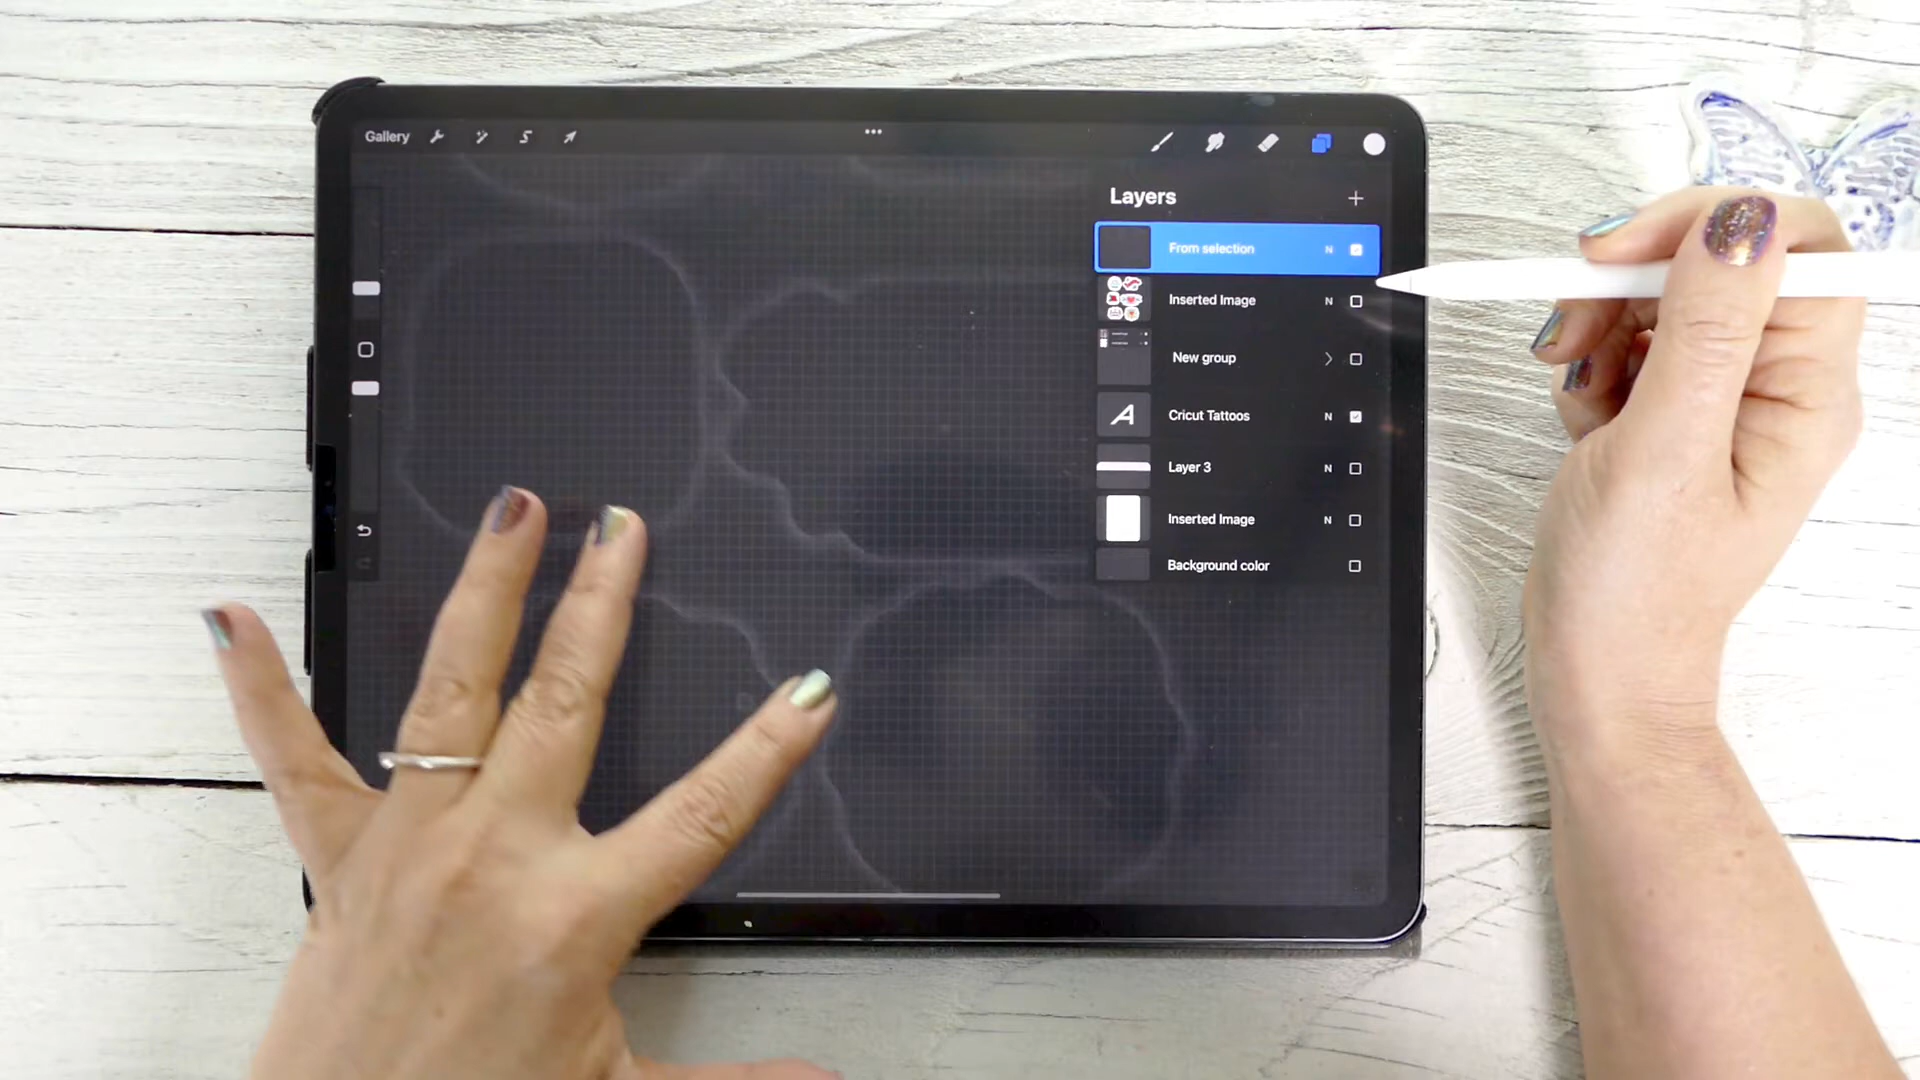 Gallery
Layers
From selection N
Inserted Image N
New group
A Cricut Tattoos N
Layer 3 N
Inserted Image N
Background color